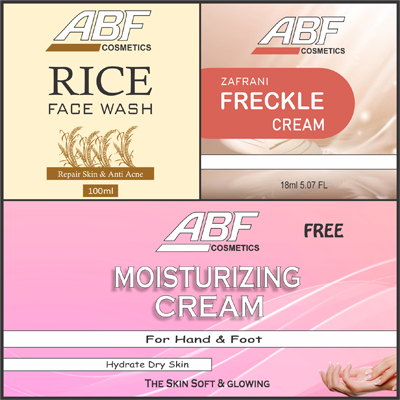 ABF
COSMETICS
RICE
FACE WASH
Repair Skin & Anti Acne
100ml
ABF
COSMETICS
ZAFRANI
FRECKLE
CREAM
18ml 5.07 FL
ABF
COSMETICS
FREE
MOISTURIZING
CREAM
For Hand & Foot
Hydrate Dry Skin
THE SKIN SOFT & GLOWING